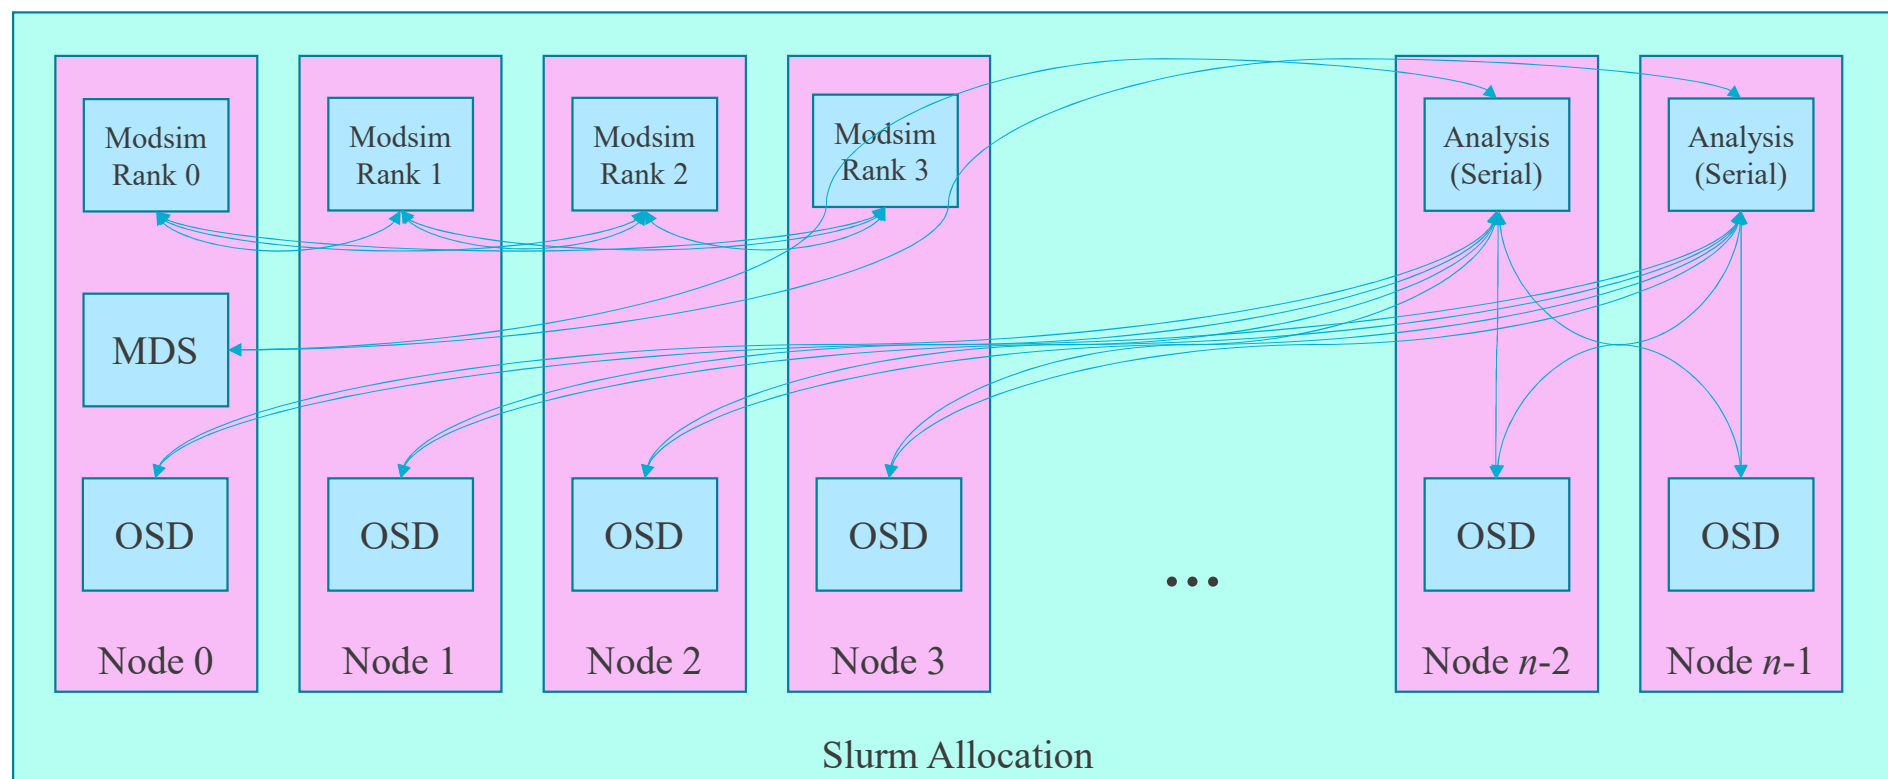 Modsim
Rank 0
Modsim
Rank 1
Modsim
Rank 2
Modsim
Rank 3
Analysis
(Serial)
Analysis
(Serial)
MDS
OSD
OSD
OSD
OSD
...
OSD
OSD
Node 0
Node 1
Node 2
Node 3
Node n-2
Node n-1
Slurm Allocation